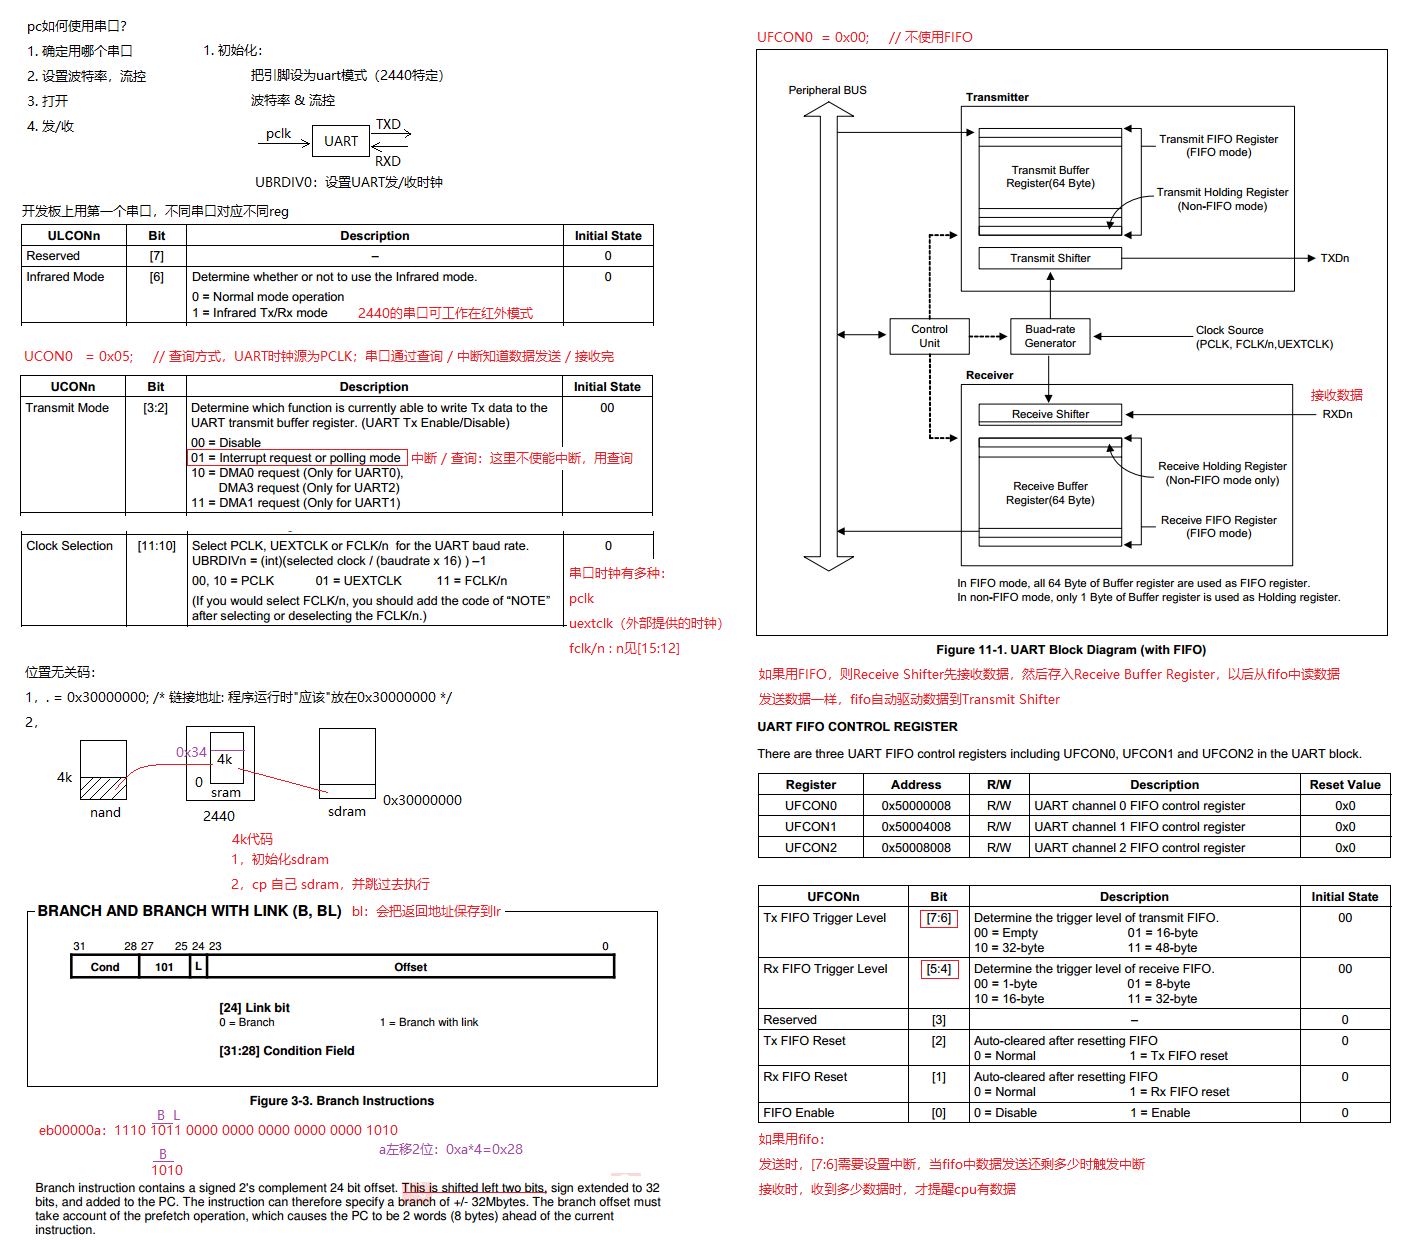 pc如何使用串口？
1. 确定用哪个串口
2. 设置波特率，流控
3. 打开
4. 发/收
1. 初始化：
把引脚设为uart模式（2440特定）
波特率 & 流控
pclk
UART
TXD
RXD
UBRDIV0：设置UART发/收时钟
开发板上用第一个串口，不同串口对应不同reg
ULCONn Bit Description Initial State
Reserved [7] – 0
Infrared Mode [6] Determine whether or not to use the Infrared mode. 0
0 = Normal mode operation
1 = Infrared Tx/Rx mode 2440的串口可工作在红外模式
UCON0 = 0x05; // 查询方式，UART时钟源为PCLK；串口通过查询 / 中断知道数据发送 / 接收完
UCONn Bit Description Initial State
Transmit Mode [3:2] Determine which function is currently able to write Tx data to the 00
UART transmit buffer register. (UART Tx Enable/Disable)
00 = Disable
01 = Interrupt request or polling mode 中断 / 查询：这里不使能中断，用查询
10 = DMA0 request (Only for UART0),
DMA3 request (Only for UART2)
11 = DMA1 request (Only for UART1)
Clock Selection [11:10] Select PCLK, UEXTCLK or FCLK/n for the UART baud rate. 0
UBRDIVn = (int)(selected clock / (baudrate x 16) ) –1
00, 10 = PCLK 01 = UEXTCLK 11 = FCLK/n
(If you would select FCLK/n, you should add the code of “NOTE”
after selecting or deselecting the FCLK/n.)
串口时钟有多种：
pclk
uextclk（外部提供的时钟）
fclk/n : n见[15:12]
位置无关码：
1，. = 0x30000000; /* 链接地址: 程序运行时"应该"放在0x30000000 */
2，
4k
nand
0x34
4k
0
sram
2440
sdram
0x30000000
4k代码
1，初始化sdram
2，cp 自己 sdram，并跳过去执行
BRANCH AND BRANCH WITH LINK (B, BL) bl：会把返回地址保存到lr
31 28 27 25 24 23 0
Cond 101 L Offset
[24] Link bit
0 = Branch 1 = Branch with link
[31:28] Condition Field
Figure 3-3. Branch Instructions
B L
eb00000a：1110 1011 0000 0000 0000 0000 0000 1010
B
1010
a左移2位：0xa*4=0x28
Branch instruction contains a signed 2's complement 24 bit offset. This is shifted left two bits, sign extended to 32
bits, and added to the PC. The instruction can therefore specify a branch of +/- 32Mbytes. The branch offset must
take account of the prefetch operation, which causes the PC to be 2 words (8 bytes) ahead of the current
instruction.
UFCON0 = 0x00; // 不使用FIFO
Peripheral BUS
Transmitter
Transmit FIFO Register
(FIFO mode)
Transmit Buffer
Register(64 Byte)
Transmit Holding Register
(Non-FIFO mode)
Transmit Shifter
TXDn
Control
Unit
Buad-rate
Generator
Clock Source
(PCLK, FCLK/n,UEXTCLK)
Receiver
接收数据
Receive Shifter
RXDn
Receive Holding Register
(Non-FIFO mode only)
Receive Buffer
Register(64 Byte)
Receive FIFO Register
(FIFO mode)
In FIFO mode, all 64 Byte of Buffer register are used as FIFO register.
In non-FIFO mode, only 1 Byte of Buffer register is used as Holding register.
Figure 11-1. UART Block Diagram (with FIFO)
如果用FIFO，则Receive Shifter先接收数据，然后存入Receive Buffer Register，以后从fifo中读数据
发送数据一样，fifo自动驱动数据到Transmit Shifter
UART FIFO CONTROL REGISTER
There are three UART FIFO control registers including UFCON0, UFCON1 and UFCON2 in the UART block.
Register Address R/W Description Reset Value
UFCON0 0x50000008 R/W UART channel 0 FIFO control register 0x0
UFCON1 0x50004008 R/W UART channel 1 FIFO control register 0x0
UFCON2 0x50008008 R/W UART channel 2 FIFO control register 0x0
UFCONn Bit Description Initial State
Tx FIFO Trigger Level [7:6] Determine the trigger level of transmit FIFO. 00
00 = Empty 01 = 16-byte
10 = 32-byte 11 = 48-byte
Rx FIFO Trigger Level [5:4] Determine the trigger level of receive FIFO. 00
00 = 1-byte 01 = 8-byte
10 = 16-byte 11 = 32-byte
Reserved [3] – 0
Tx FIFO Reset [2] Auto-cleared after resetting FIFO 0
0 = Normal 1 = Tx FIFO reset
Rx FIFO Reset [1] Auto-cleared after resetting FIFO 0
0 = Normal 1 = Rx FIFO reset
FIFO Enable [0] 0 = Disable 1 = Enable 0
如果用fifo：
发送时，[7:6]需要设置中断，当fifo中数据发送还剩多少时触发中断
接收时，收到多少数据时，才提醒cpu有数据